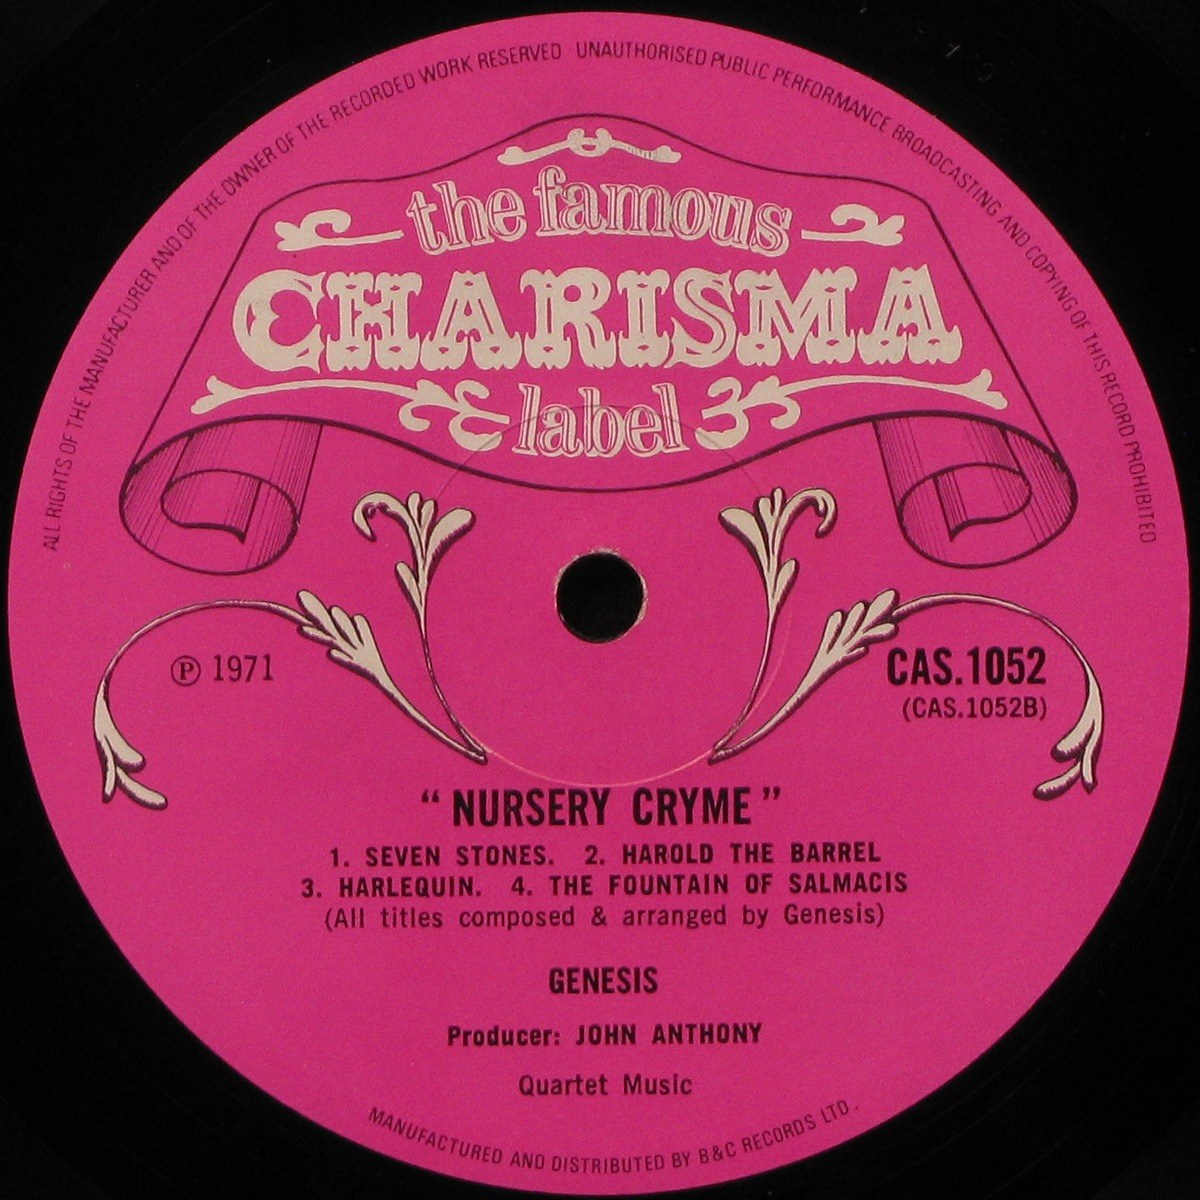 ALL RIGHTS OF THE MANUFACTURER AND OF THE OWNER OF THE RECORDED WORK RESERVED · UNAUTHORISED PUBLIC PERFORMANCE BROADCASTING AND COPYING OF THIS RECORD PROHIBITED
the famous
CHARISMA
label
Ⓟ 1971
CAS.1052
(CAS.1052B)
“NURSERY CRYME”
1. SEVEN STONES. 2. HAROLD THE BARREL
3. HARLEQUIN. 4. THE FOUNTAIN OF SALMACIS
(All titles composed & arranged by Genesis)
GENESIS
Producer: JOHN ANTHONY
Quartet Music
MANUFACTURED AND DISTRIBUTED BY B&C RECORDS LTD.